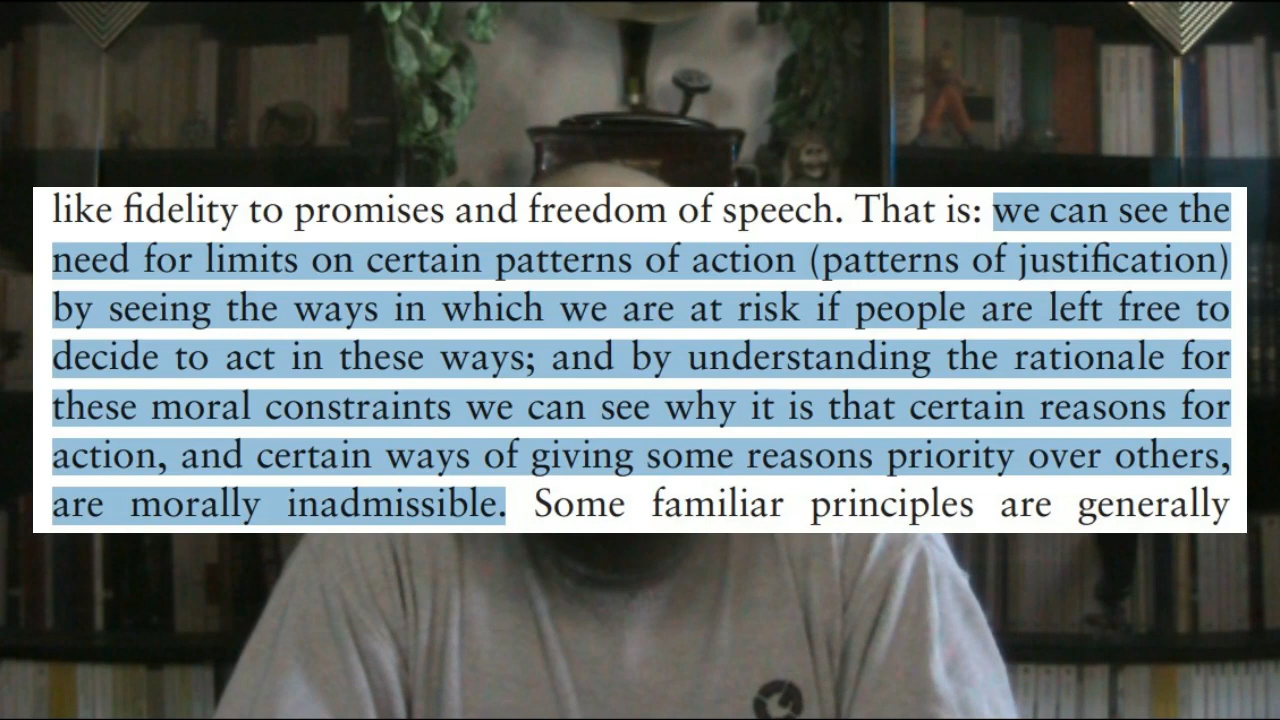 like fidelity to promises and freedom of speech. That is: we can see the
need for limits on certain patterns of action (patterns of justification)
by seeing the ways in which we are at risk if people are left free to
decide to act in these ways; and by understanding the rationale for
these moral constraints we can see why it is that certain reasons for
action, and certain ways of giving some reasons priority over others,
are morally inadmissible. Some familiar principles are generally